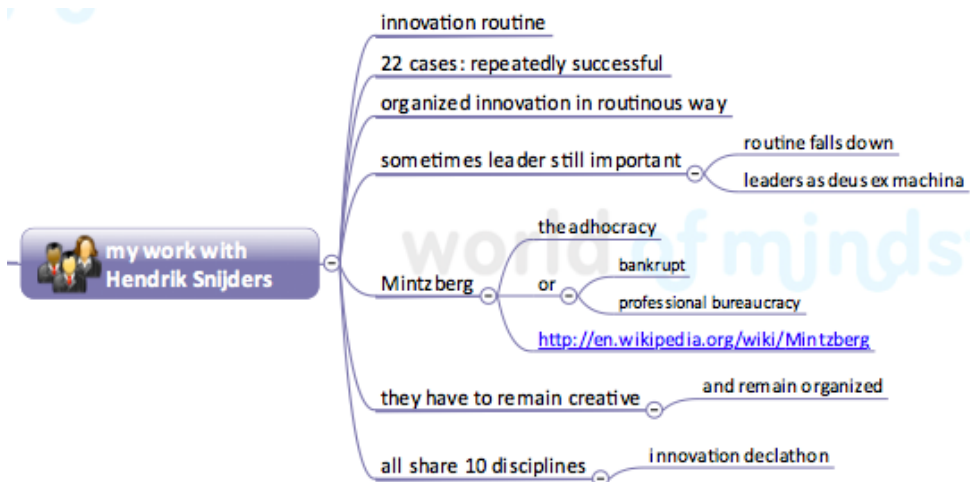 innovation routine
22 cases: repeatedly successful
organized innovation in routinous way
sometimes leader still important
routine falls down
leaders as deus ex machina
my work with
Hendrik Snijders
world of minds
the adhocracy
Mintzberg
or
bankrupt
professional bureaucracy
http://en.wikipedia.org/wiki/Mintzberg
they have to remain creative
and remain organized
all share 10 disciplines
innovation declathon